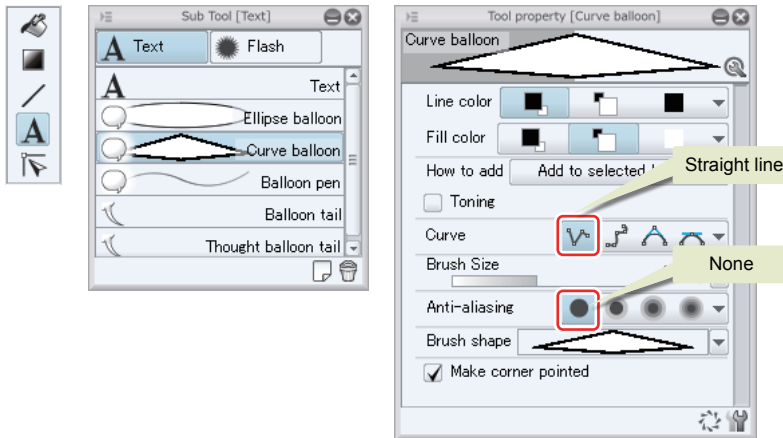 Sub Tool [Text]
A Text
Flash
A Text
Ellipse balloon
Curve balloon
Balloon pen
Balloon tail
Thought balloon tail
A
Tool property [Curve balloon]
Curve balloon
Line color
Fill color
How to add Add to selected
Straight line
Toning
Curve
Brush Size
None
Anti-aliasing
Brush shape
Make corner pointed